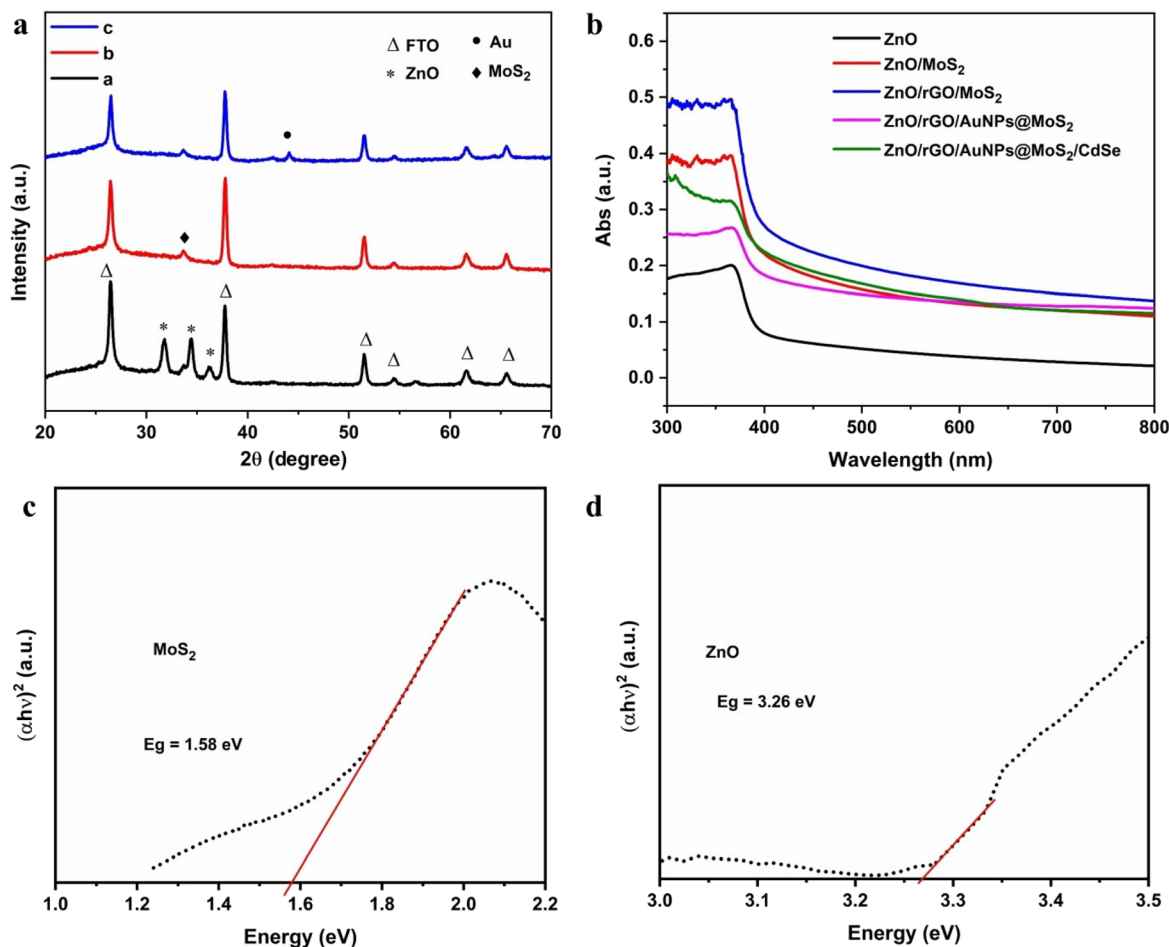 a
c
b
a
Δ FTO
● Au
* ZnO
♦ MoS₂
Δ
*
*
*
Δ
Δ
Δ
Δ
Δ
●
♦
Intensity (a.u.)
20 30 40 50 60 70
2θ (degree)
b
ZnO
ZnO/MoS₂
ZnO/rGO/MoS₂
ZnO/rGO/AuNPs@MoS₂
ZnO/rGO/AuNPs@MoS₂/CdSe
0.6
0.5
0.4
0.3
0.2
0.1
0.0
Abs (a.u.)
300 400 500 600 700 800
Wavelength (nm)
c
(αhν)² (a.u.)
MoS₂
Eg = 1.58 eV
1.0 1.2 1.4 1.6 1.8 2.0 2.2
Energy (eV)
d
(αhν)² (a.u.)
ZnO
Eg = 3.26 eV
3.0 3.1 3.2 3.3 3.4 3.5
Energy (eV)